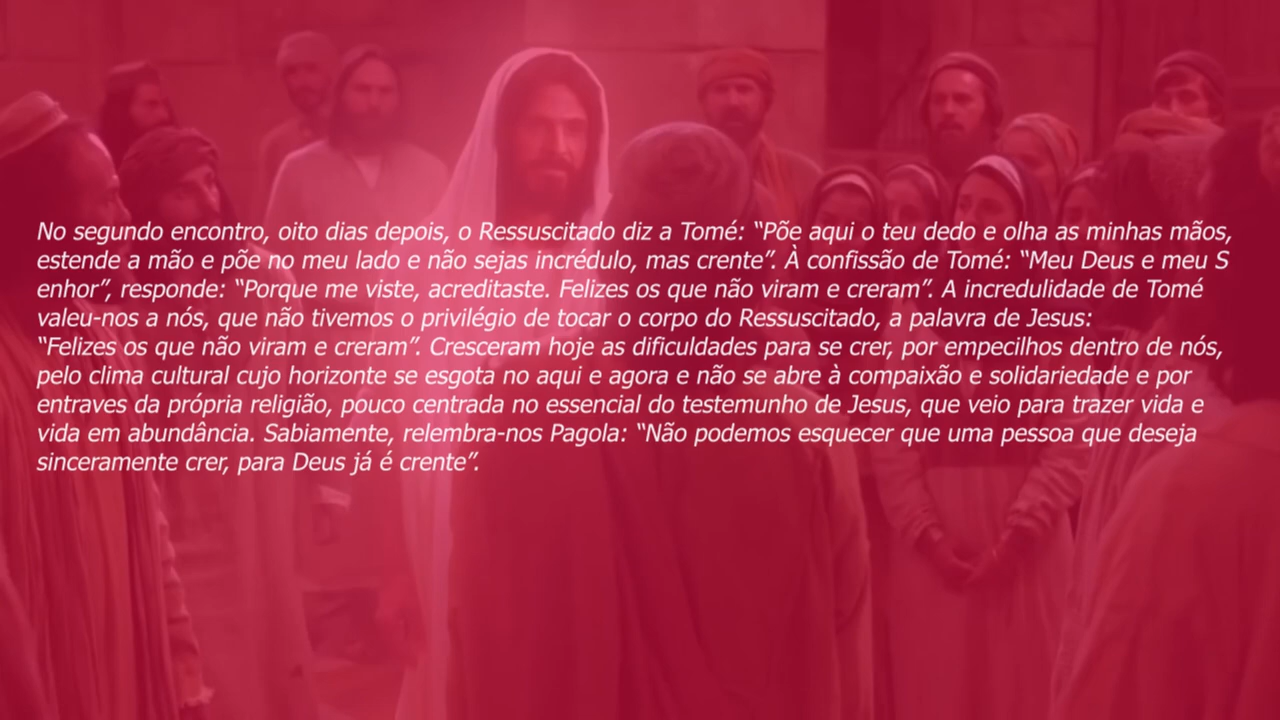 No segundo encontro, oito dias depois, o Ressuscitado diz a Tomé: “Põe aqui o teu dedo e olha as minhas mãos,
estende a mão e põe no meu lado e não sejas incrédulo, mas crente”. À confissão de Tomé: “Meu Deus e meu S
enhor”, responde: “Porque me viste, acreditaste. Felizes os que não viram e creram”. A incredulidade de Tomé
valeu-nos a nós, que não tivemos o privilégio de tocar o corpo do Ressuscitado, a palavra de Jesus:
“Felizes os que não viram e creram”. Cresceram hoje as dificuldades para se crer, por empecilhos dentro de nós,
pelo clima cultural cujo horizonte se esgota no aqui e agora e não se abre à compaixão e solidariedade e por
entraves da própria religião, pouco centrada no essencial do testemunho de Jesus, que veio para trazer vida e
vida em abundância. Sabiamente, relembra-nos Pagola: “Não podemos esquecer que uma pessoa que deseja
sinceramente crer, para Deus já é crente”.